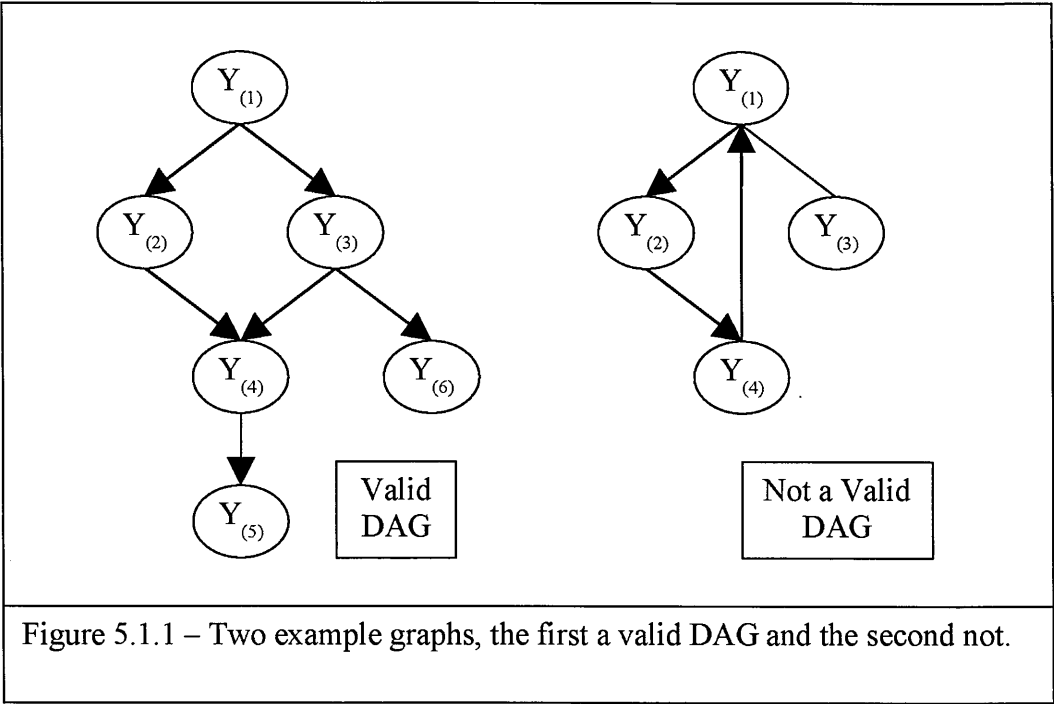 Y(1)
Y(2)
Y(3)
Y(4)
Y(6)
Y(5)
Valid
DAG
Y(1)
Y(2)
Y(3)
Y(4)
Not a Valid
DAG
Figure 5.1.1 – Two example graphs, the first a valid DAG and the second not.